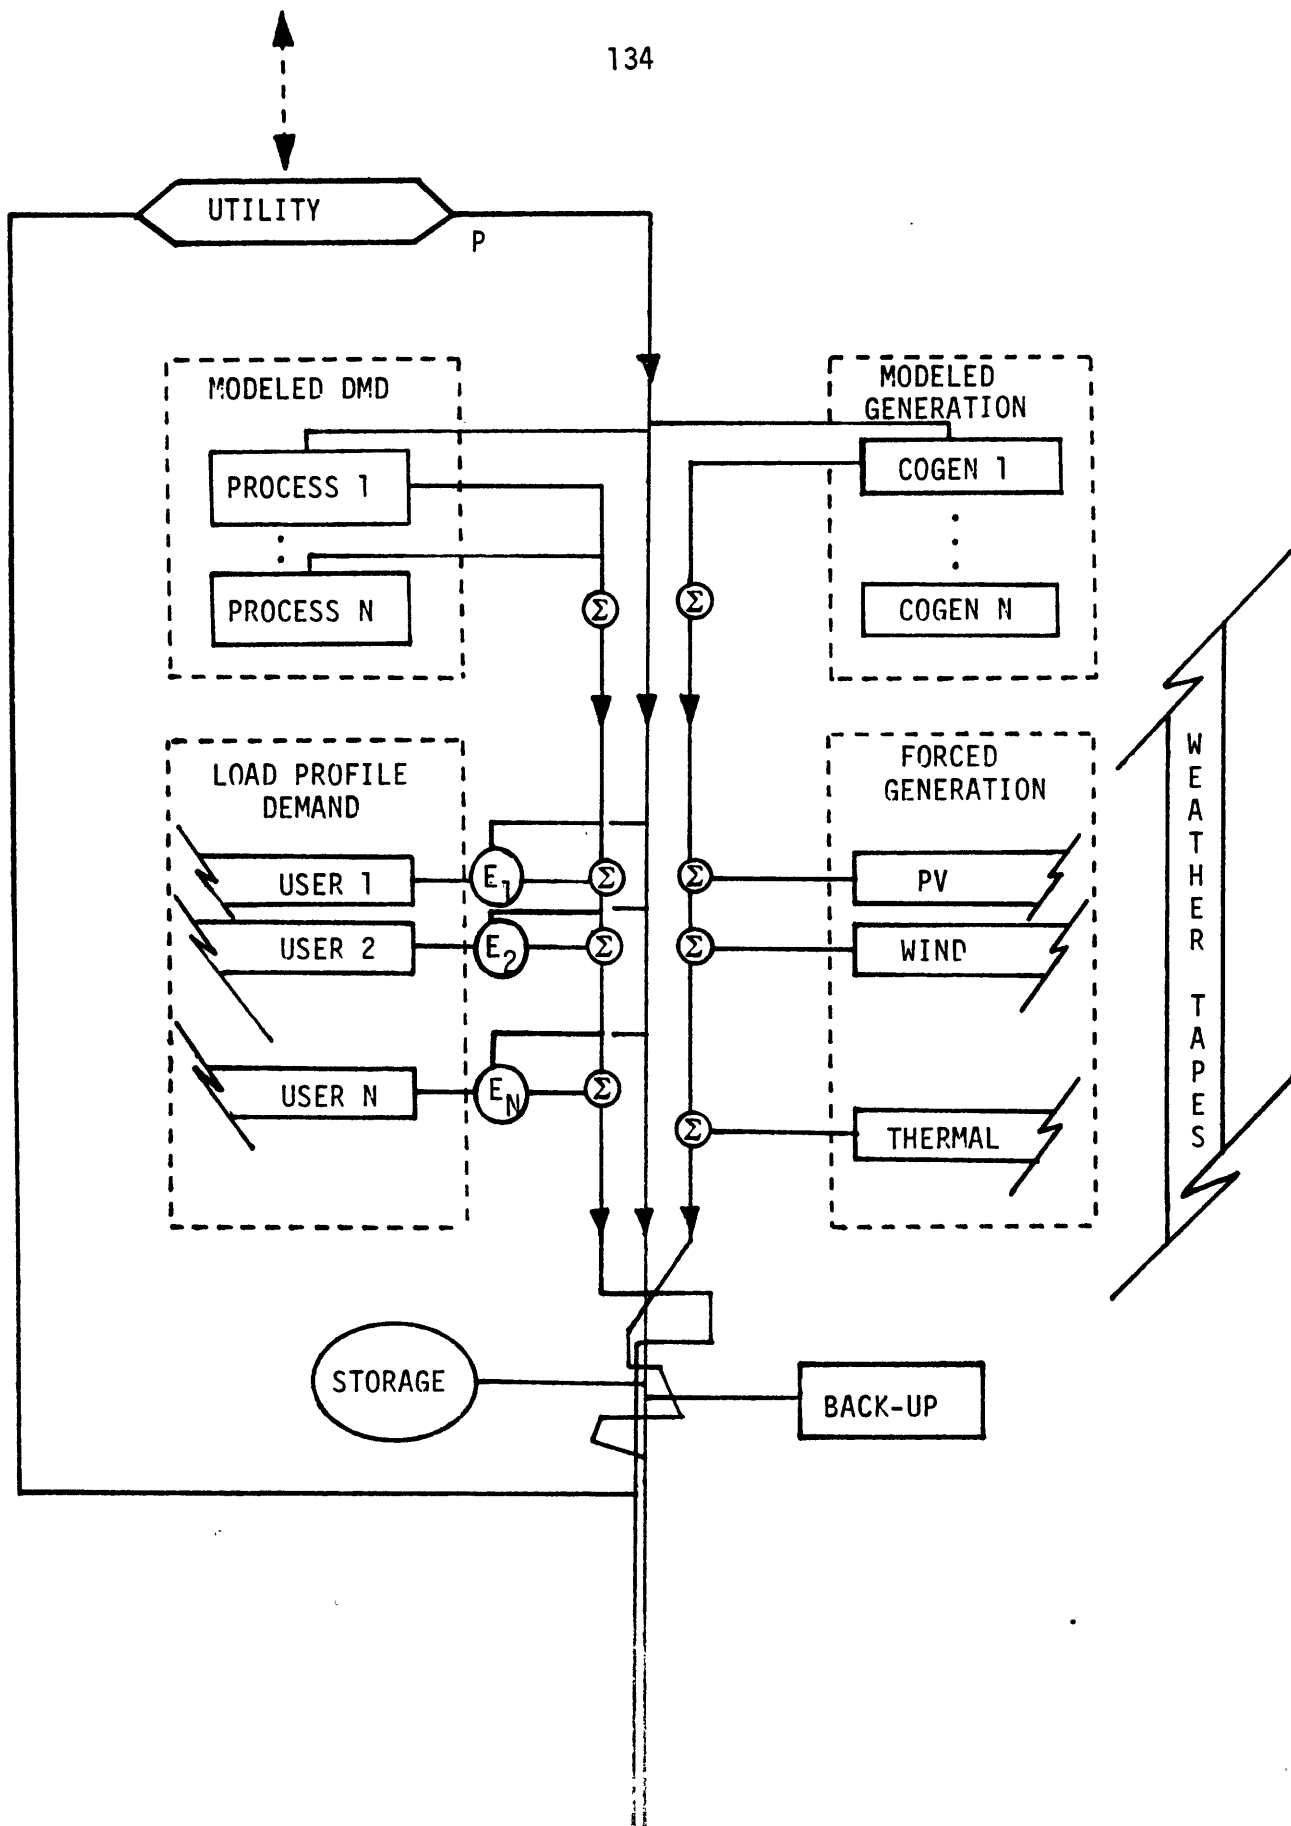 134
UTILITY
P
MODELED DMD
PROCESS 1
PROCESS N
MODELED
GENERATION
COGEN 1
COGEN N
Σ
Σ
LOAD PROFILE
DEMAND
USER 1
E1
Σ
USER 2
E2
Σ
USER N
EN
Σ
FORCED
GENERATION
Σ
PV
Σ
WIND
Σ
THERMAL
WEATHER TAPES
STORAGE
BACK-UP